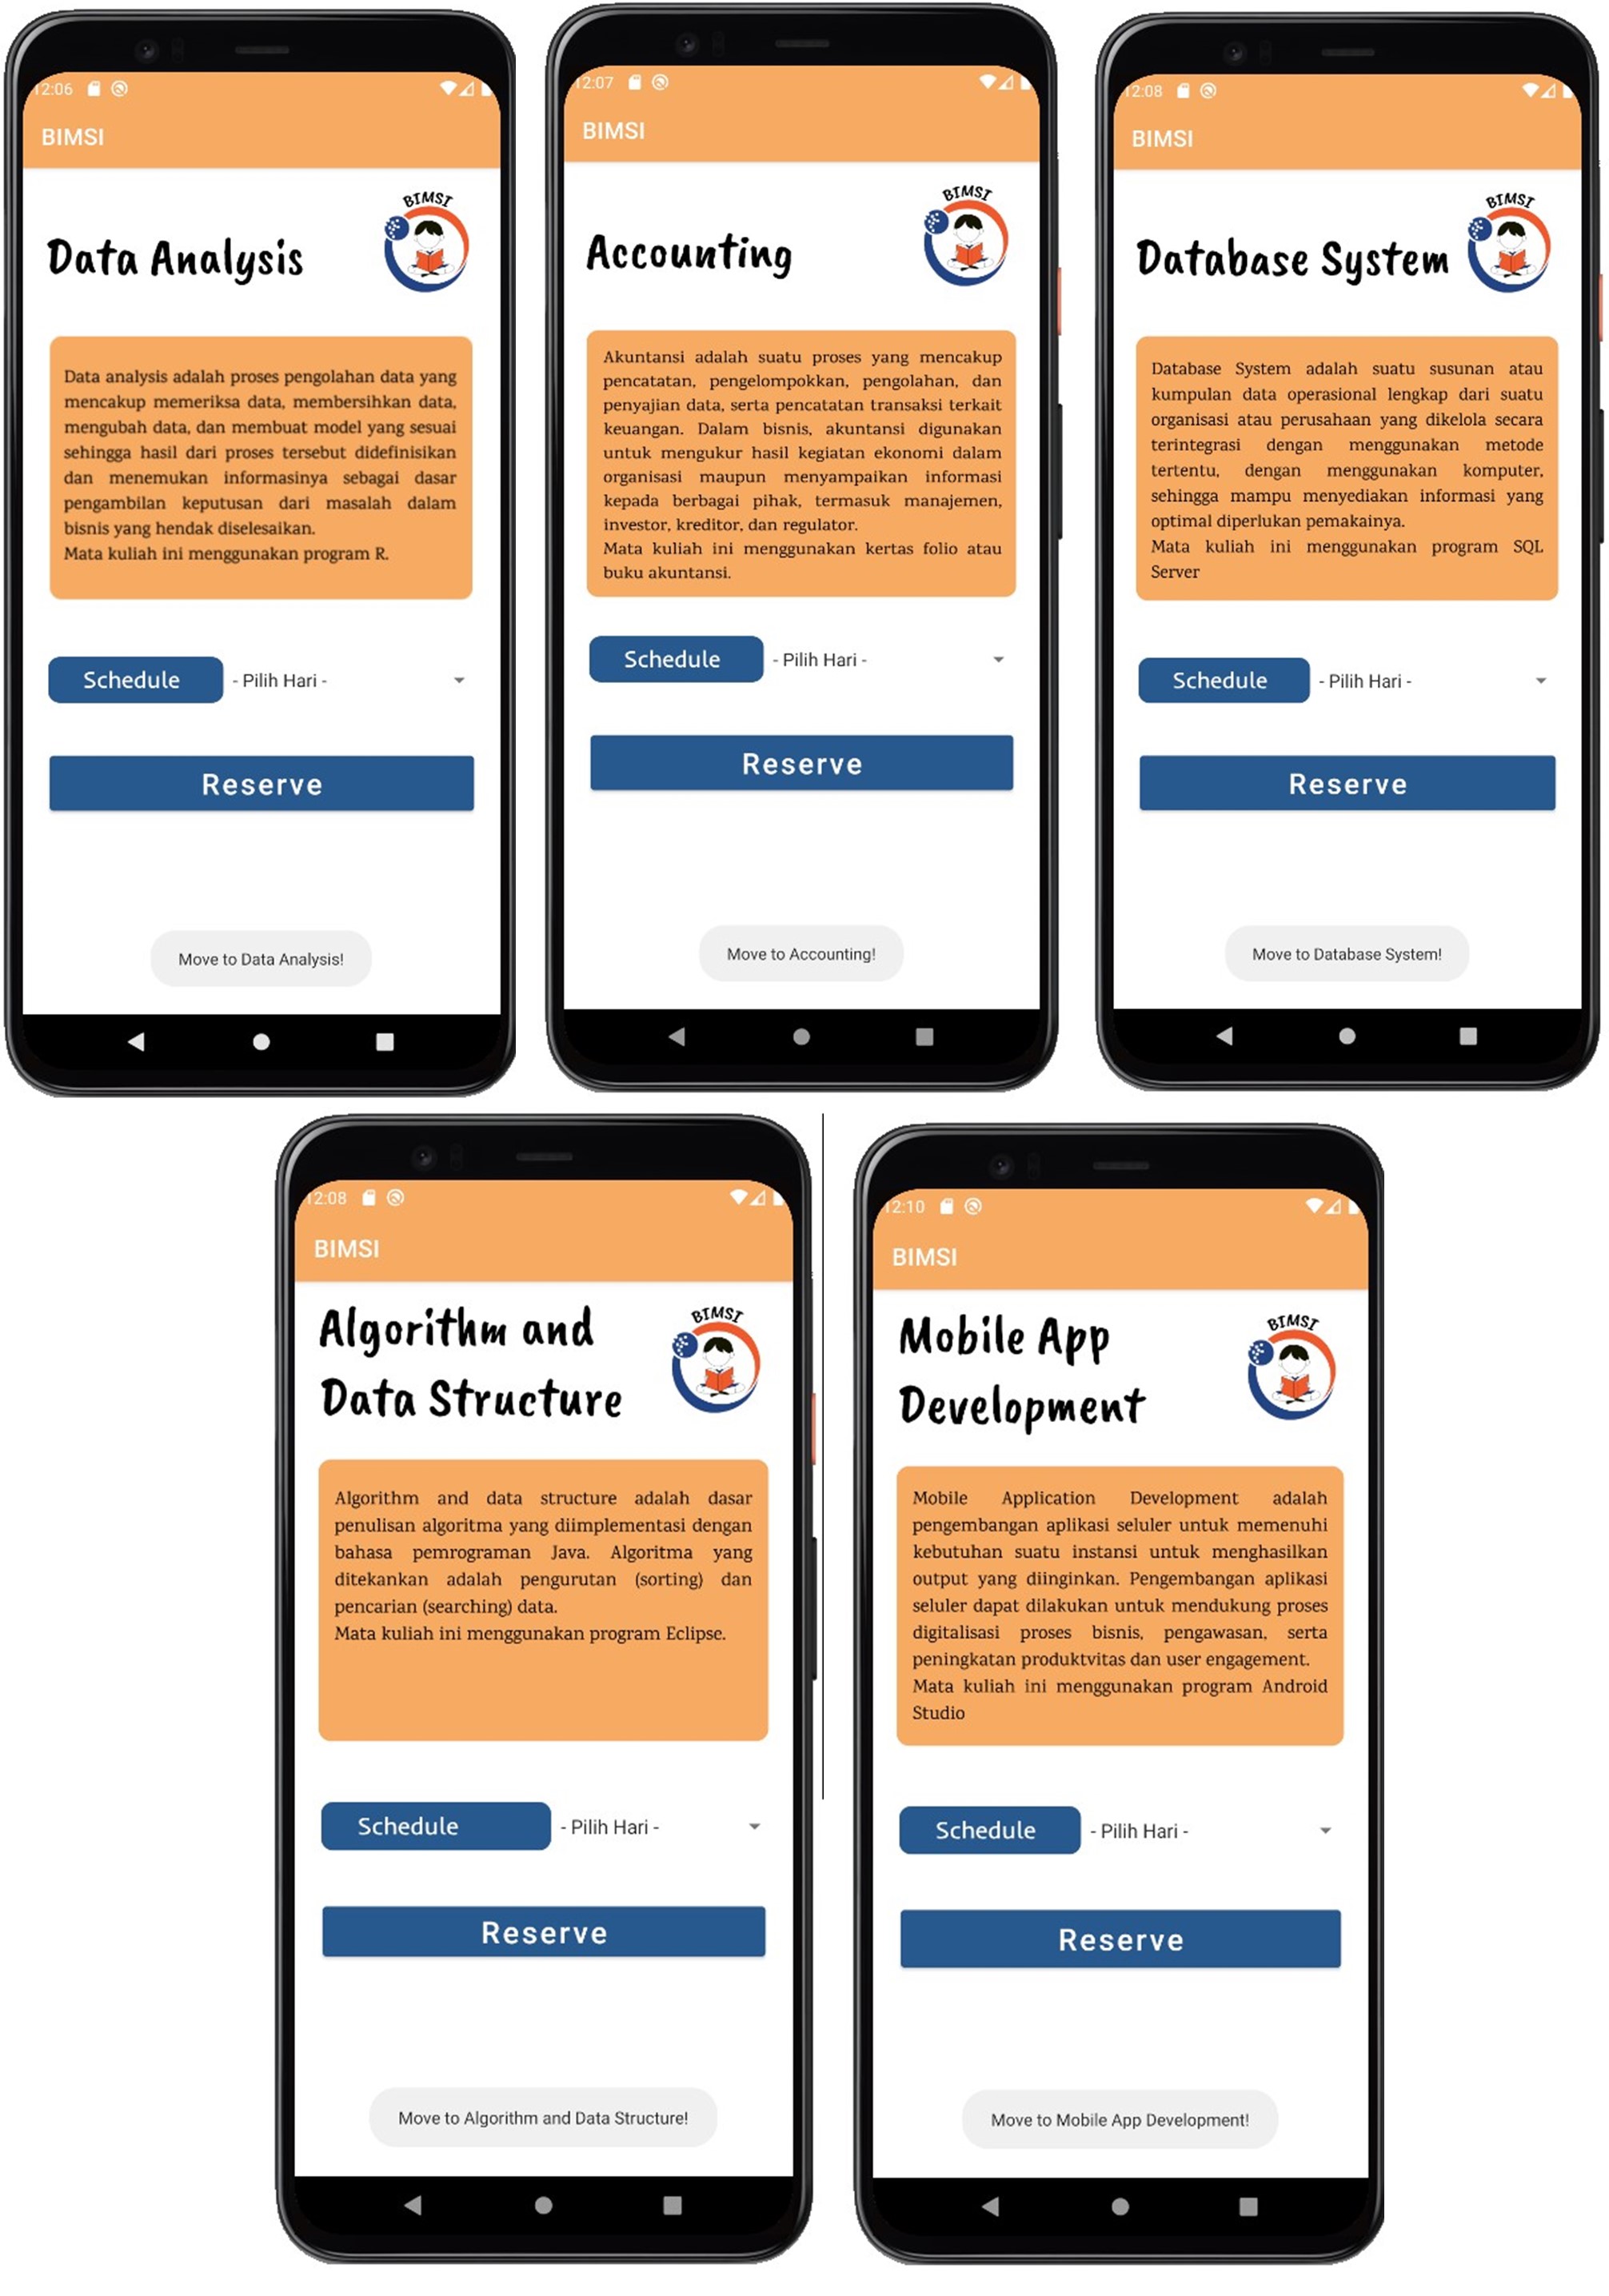 12:06
BIMSI
BIMSI
Data Analysis
Data analysis adalah proses pengolahan data yang
mencakup memeriksa data, membersihkan data,
mengubah data, dan membuat model yang sesuai
sehingga hasil dari proses tersebut didefinisikan
dan menemukan informasinya sebagai dasar
pengambilan keputusan dari masalah dalam
bisnis yang hendak diselesaikan.
Mata kuliah ini menggunakan program R.
Schedule - Pilih Hari -
Reserve
Move to Data Analysis!
12:07
BIMSI
BIMSI
Accounting
Akuntansi adalah suatu proses yang mencakup
pencatatan, pengelompokkan, pengolahan, dan
penyajian data, serta pencatatan transaksi terkait
keuangan. Dalam bisnis, akuntansi digunakan
untuk mengukur hasil kegiatan ekonomi dalam
organisasi maupun menyampaikan informasi
kepada berbagai pihak, termasuk manajemen,
investor, kreditor, dan regulator.
Mata kuliah ini menggunakan kertas folio atau
buku akuntansi.
Schedule - Pilih Hari -
Reserve
Move to Accounting!
12:08
BIMSI
BIMSI
Database System
Database System adalah suatu susunan atau
kumpulan data operasional lengkap dari suatu
organisasi atau perusahaan yang dikelola secara
terintegrasi dengan menggunakan metode
tertentu, dengan menggunakan komputer,
sehingga mampu menyediakan informasi yang
optimal diperlukan pemakainya.
Mata kuliah ini menggunakan program SQL
Server
Schedule - Pilih Hari -
Reserve
Move to Database System!
12:08
BIMSI
BIMSI
Algorithm and
Data Structure
Algorithm and data structure adalah dasar
penulisan algoritma yang diimplementasi dengan
bahasa pemrograman Java. Algoritma yang
ditekankan adalah pengurutan (sorting) dan
pencarian (searching) data.
Mata kuliah ini menggunakan program Eclipse.
Schedule - Pilih Hari -
Reserve
Move to Algorithm and Data Structure!
12:10
BIMSI
BIMSI
Mobile App
Development
Mobile Application Development adalah
pengembangan aplikasi seluler untuk memenuhi
kebutuhan suatu instansi untuk menghasilkan
output yang diinginkan. Pengembangan aplikasi
seluler dapat dilakukan untuk mendukung proses
digitalisasi proses bisnis, pengawasan, serta
peningkatan produktvitas dan user engagement.
Mata kuliah ini menggunakan program Android
Studio
Schedule - Pilih Hari -
Reserve
Move to Mobile App Development!